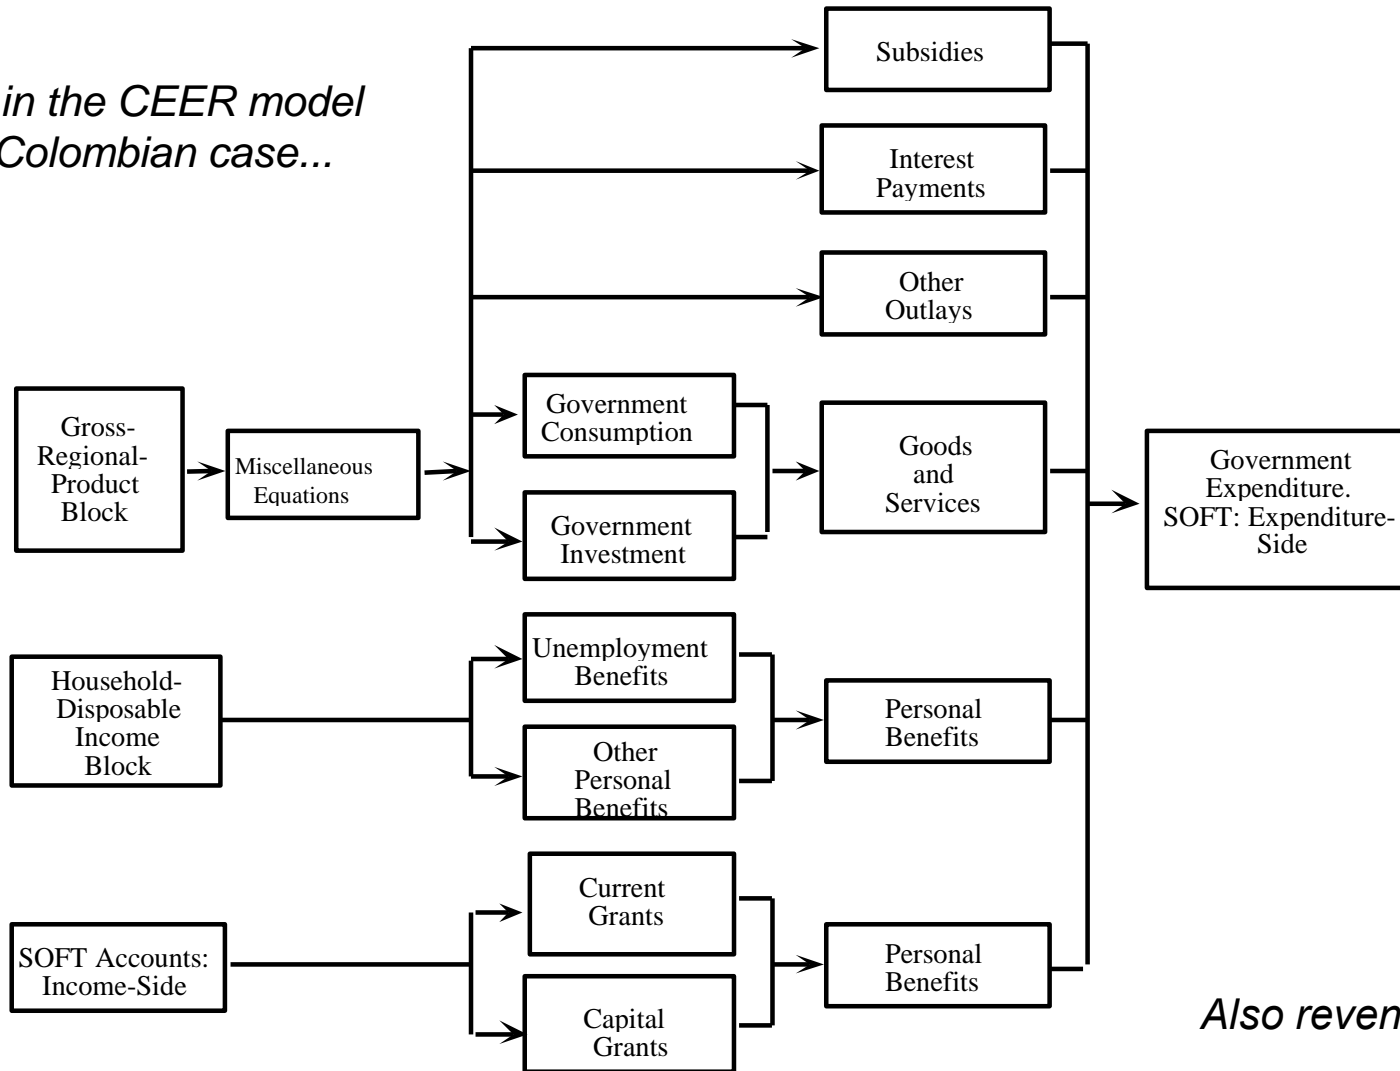 in the CEER model
Colombian case...
Subsidies
Interest
Payments
Other
Outlays
Gross-
Regional-
Product
Block
Miscellaneous
Equations
Government
Consumption
Government
Investment
Goods
and
Services
Government
Expenditure.
SOFT: Expenditure-
Side
Household-
Disposable
Income
Block
Unemployment
Benefits
Other
Personal
Benefits
Personal
Benefits
SOFT Accounts:
Income-Side
Current
Grants
Capital
Grants
Personal
Benefits
Also reven